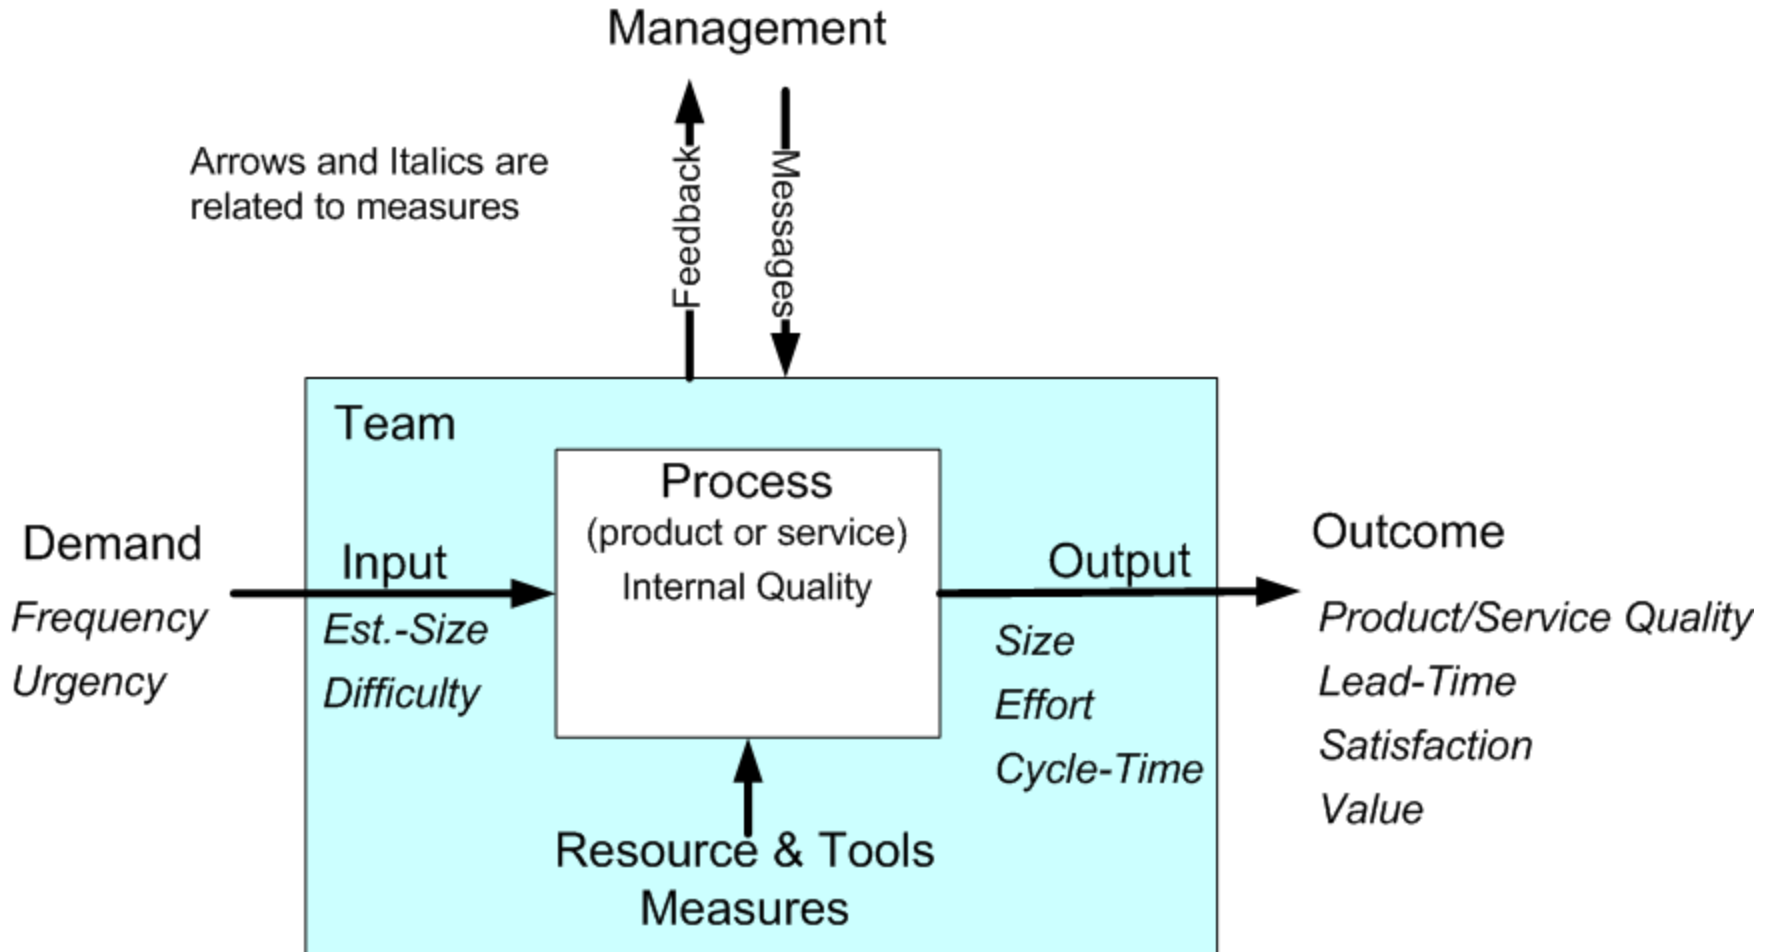 Management
Arrows and Italics are
related to measures
Feedback
Messages
Team
Process
(product or service)
Internal Quality
Demand
Frequency
Urgency
Input
Est.-Size
Difficulty
Output
Size
Effort
Cycle-Time
Outcome
Product/Service Quality
Lead-Time
Satisfaction
Value
Resource & Tools
Measures